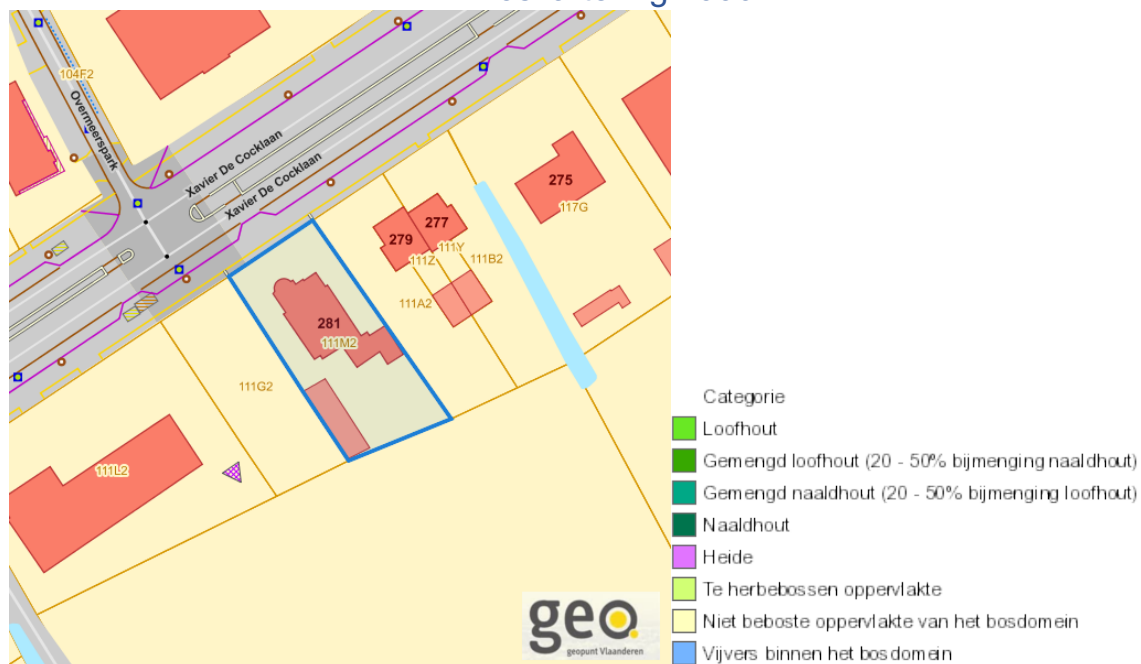 104F2
Overmeerspark
Xavier De Cocklaan
Xavier De Cocklaan
275
117G
277
279
111Y
111Z
111B2
111A2
281
111M2
111G2
111L2
geo.
geopunt Vlaanderen
Categorie
Loofhout
Gemengd loofhout (20 - 50% bijmenging naaldhout)
Gemengd naaldhout (20 - 50% bijmenging loofhout)
Naaldhout
Heide
Te herbebossen oppervlakte
Niet beboste oppervlakte van het bosdomein
Vijvers binnen het bosdomein